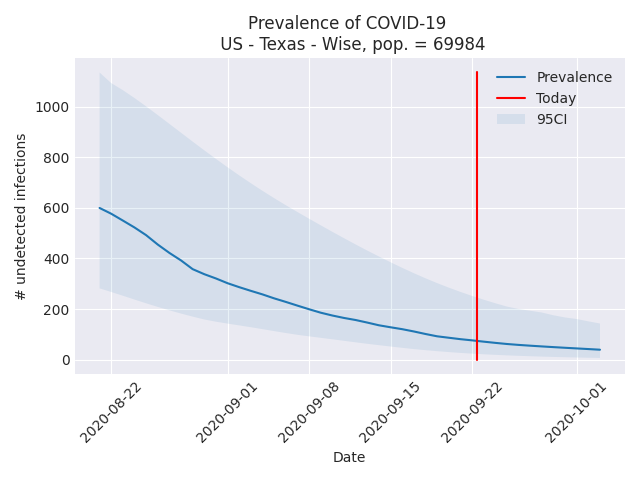 Prevalence of COVID-19
US - Texas - Wise, pop. = 69984
Prevalence
Today
95CI
# undetected infections
1000
800
600
400
200
0
2020-08-22
2020-09-01
2020-09-08
2020-09-15
2020-09-22
2020-10-01
Date